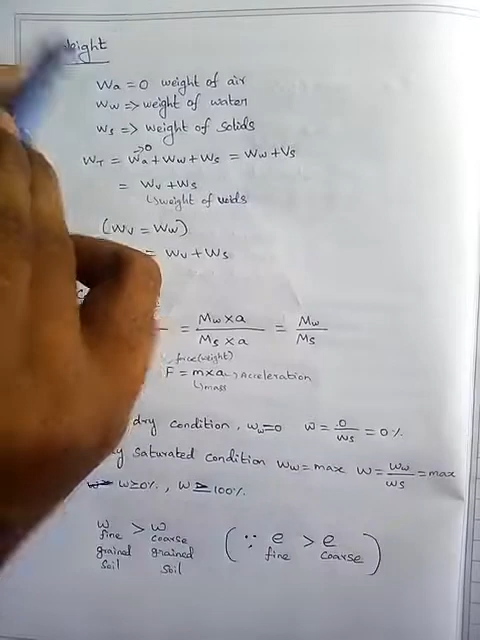 eight
Wa = 0 weight of air
Ww => weight of water
Ws => weight of solids
→0
WT = Wa + Ww + Ws = Ww + Vs
= Wv + Ws
↳ weight of voids
(Wv = Ww)
= Wv + Ws
= Mw × a / Ms × a = Mw / Ms
force(weight)
F = m×a → Acceleration
↳ mass
dry condition, ww=0 w = 0/Ws = 0%
y Saturated condition Ww = max W = Ww/Ws = max
W ≥ 0%, W ≥ 100%
w fine grained soil > w coarse grained soil (∵ e fine > e coarse)